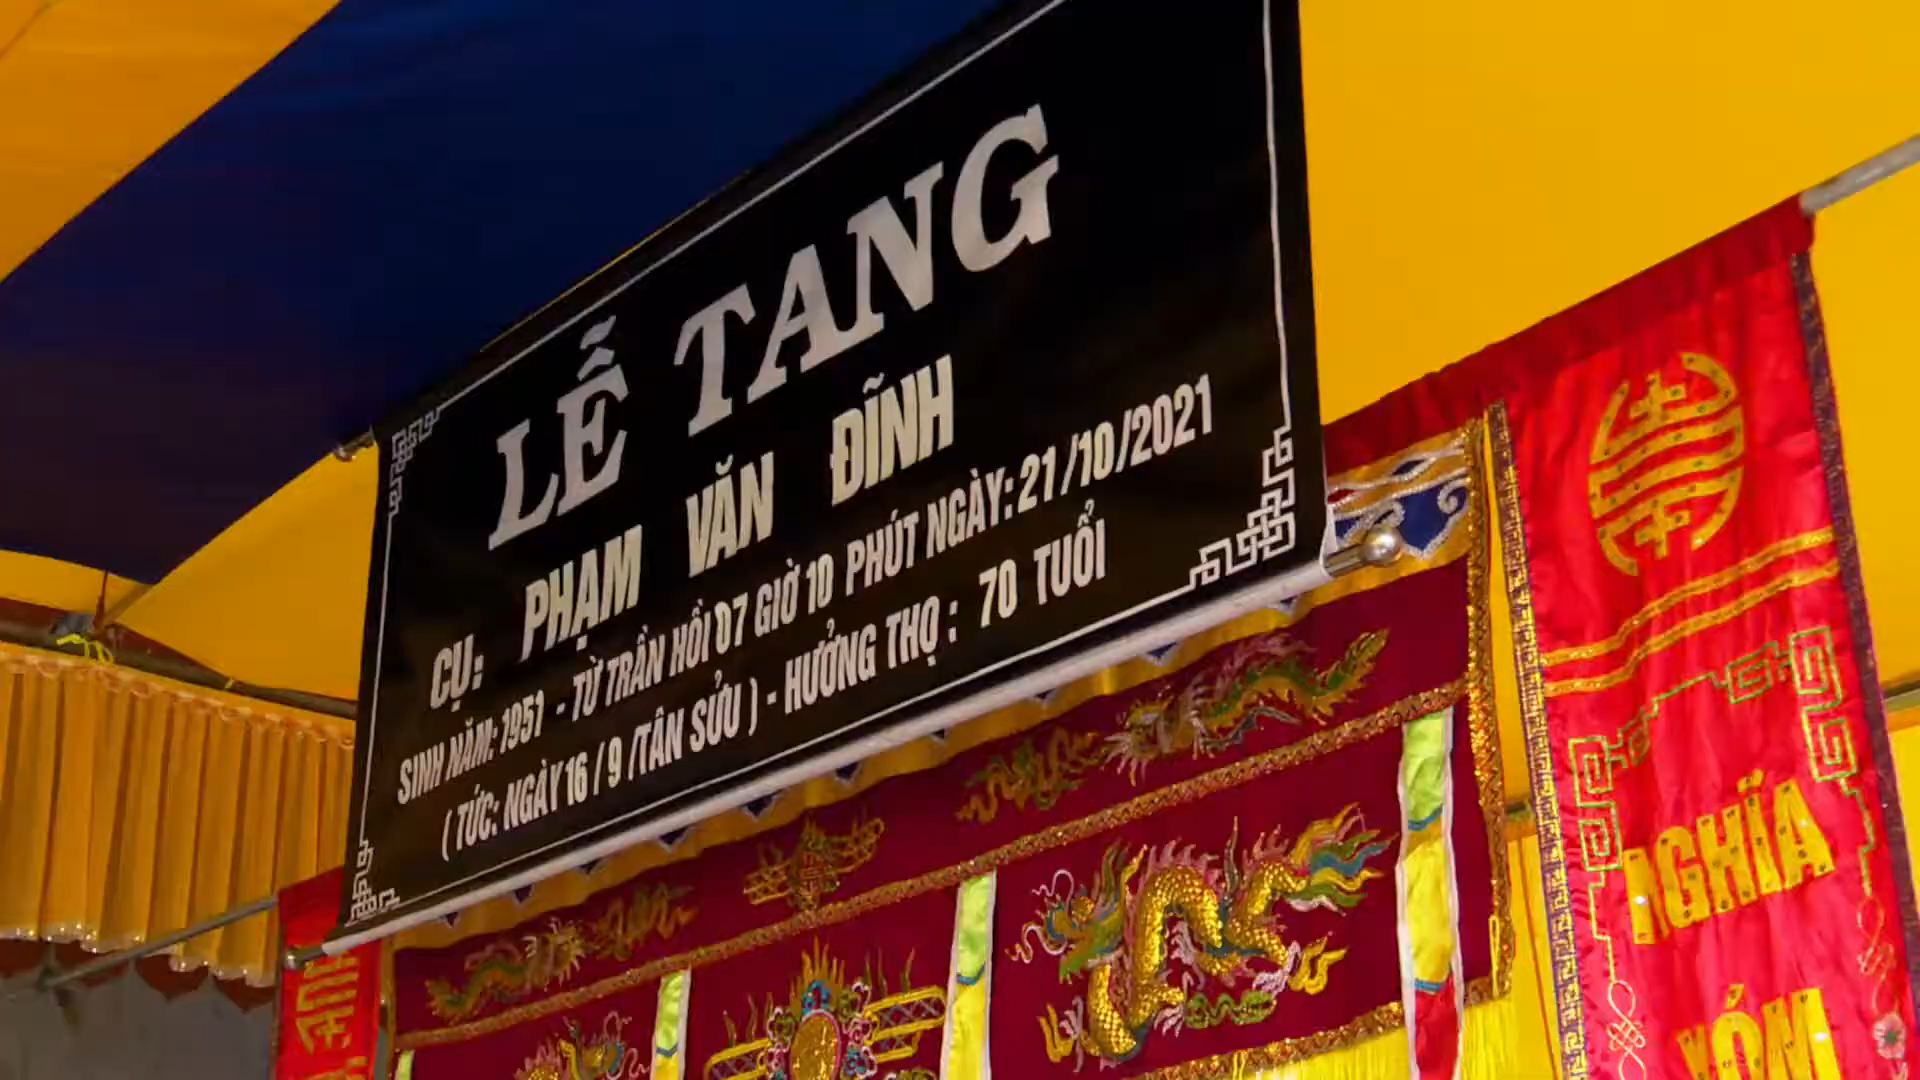 LỄ TANG
CỤ: PHẠM VĂN ĐĨNH
SINH NĂM: 1951 - TỪ TRẦN HỒI 07 GIỜ 10 PHÚT NGÀY: 21/10/2021
( TỨC: NGÀY 16 / 9 /TÂN SỬU ) - HƯỞNG THỌ : 70 TUỔI
NGHĨA
XÓM